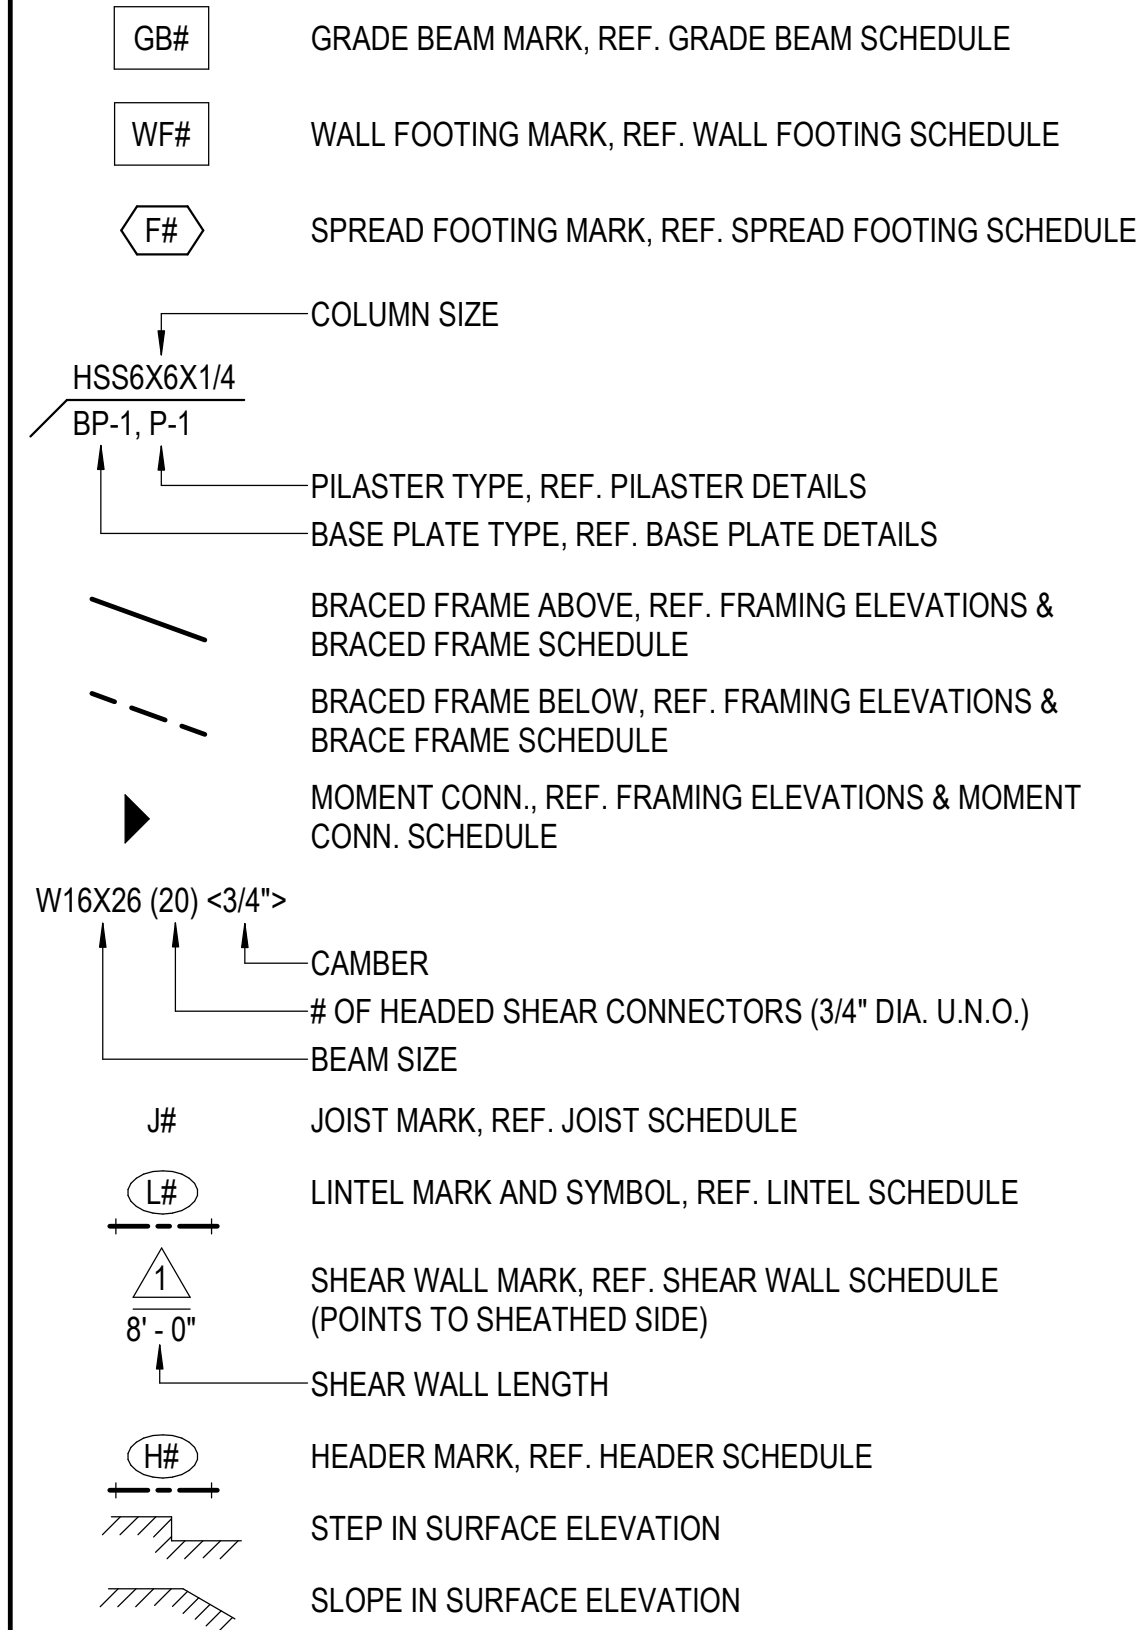 GB# GRADE BEAM MARK, REF. GRADE BEAM SCHEDULE
WF# WALL FOOTING MARK, REF. WALL FOOTING SCHEDULE
F# SPREAD FOOTING MARK, REF. SPREAD FOOTING SCHEDULE
COLUMN SIZE
HSS6X6X1/4
BP-1, P-1
PILASTER TYPE, REF. PILASTER DETAILS
BASE PLATE TYPE, REF. BASE PLATE DETAILS
BRACED FRAME ABOVE, REF. FRAMING ELEVATIONS &
BRACED FRAME SCHEDULE
BRACED FRAME BELOW, REF. FRAMING ELEVATIONS &
BRACE FRAME SCHEDULE
MOMENT CONN., REF. FRAMING ELEVATIONS & MOMENT
CONN. SCHEDULE
W16X26 (20) <3/4">
CAMBER
# OF HEADED SHEAR CONNECTORS (3/4" DIA. U.N.O.)
BEAM SIZE
J# JOIST MARK, REF. JOIST SCHEDULE
L# LINTEL MARK AND SYMBOL, REF. LINTEL SCHEDULE
1 SHEAR WALL MARK, REF. SHEAR WALL SCHEDULE
8' - 0" (POINTS TO SHEATHED SIDE)
SHEAR WALL LENGTH
H# HEADER MARK, REF. HEADER SCHEDULE
STEP IN SURFACE ELEVATION
SLOPE IN SURFACE ELEVATION